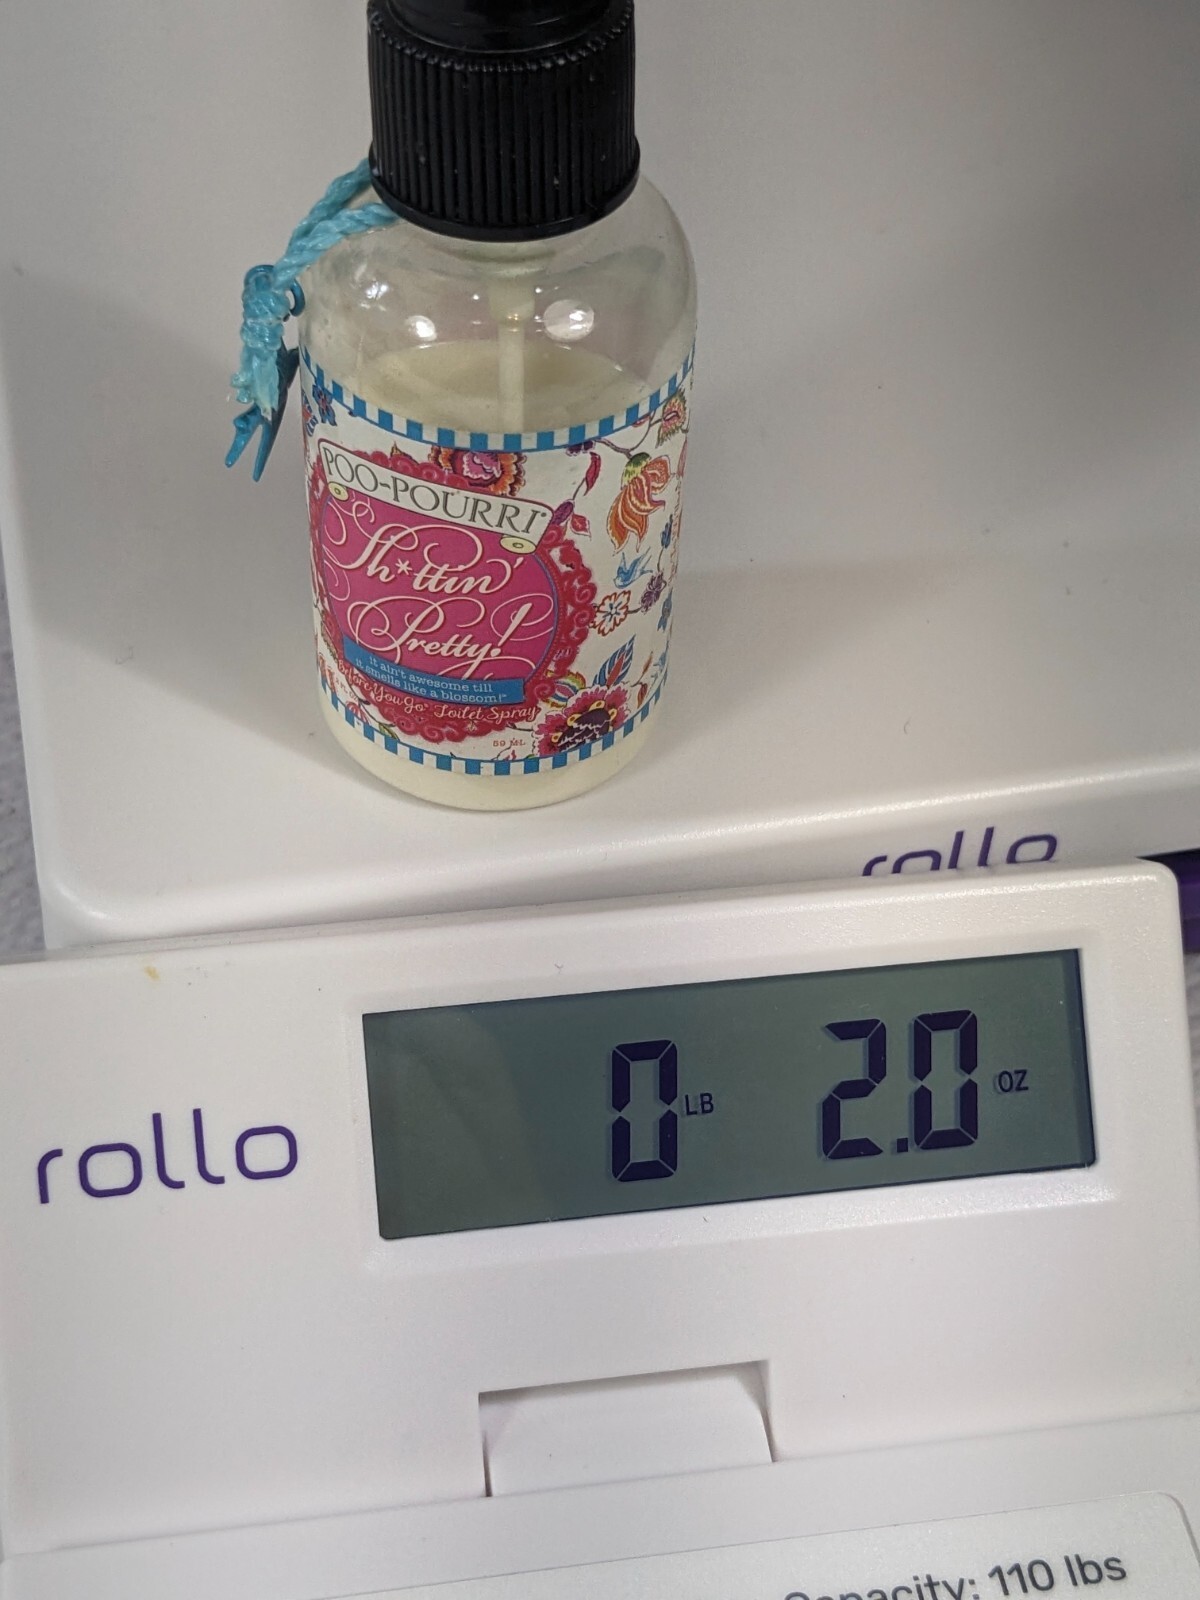 POO-POURRI®
Sh*ttin'
Pretty!
it ain't awesome till
it smells like a blossom!™
Before You Go® Toilet Spray
59 ML
rollo
0 LB 2.0 OZ
rollo
Capacity: 110 lbs